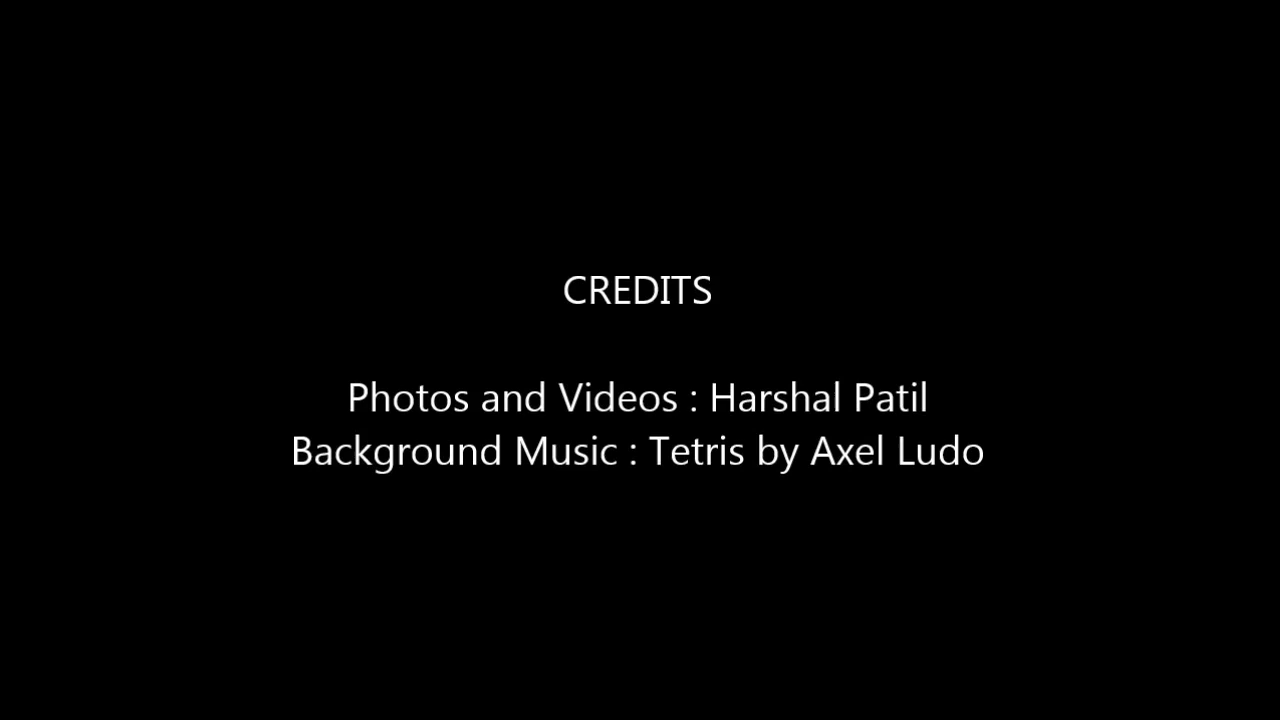 CREDITS
Photos and Videos : Harshal Patil
Background Music : Tetris by Axel Ludo